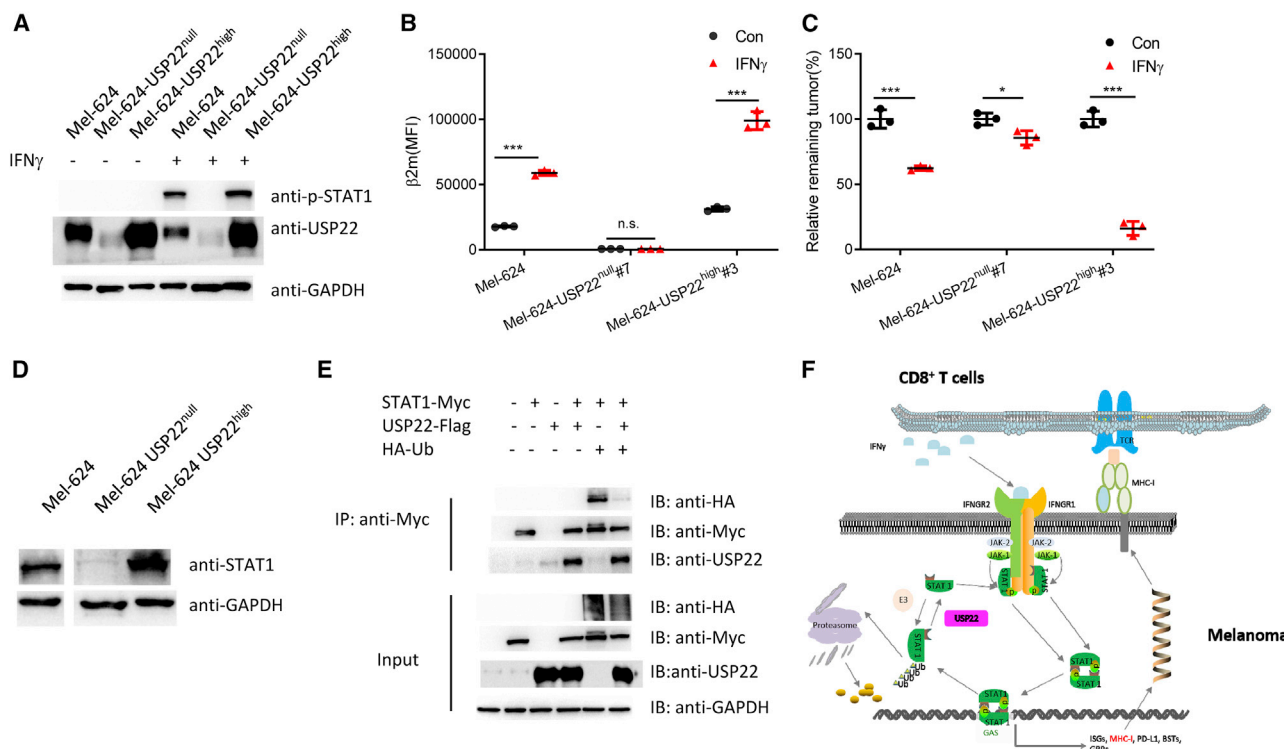 A
Mel-624
Mel-624-USP22null
Mel-624-USP22high
Mel-624
Mel-624-USP22null
Mel-624-USP22high
IFNγ - - - + + +
anti-p-STAT1
anti-USP22
anti-GAPDH
B
Con
IFNγ
β2m(MFI)
150000
100000
50000
0
***
n.s.
***
Mel-624
Mel-624-USP22null#7
Mel-624-USP22high#3
C
Con
IFNγ
Relative remaining tumor(%)
150
100
50
0
***
*
***
Mel-624
Mel-624-USP22null#7
Mel-624-USP22high#3
D
Mel-624
Mel-624 USP22null
Mel-624 USP22high
anti-STAT1
anti-GAPDH
E
STAT1-Myc - + - + + +
USP22-Flag - - + + - +
HA-Ub - - - - + +
IP: anti-Myc
IB: anti-HA
IB: anti-Myc
IB: anti-USP22
Input
IB: anti-HA
IB: anti-Myc
IB:anti-USP22
IB: anti-GAPDH
F
CD8+ T cells
IFNγ
TCR
MHC-I
IFNGR2
IFNGR1
JAK-2
JAK-2
JAK-1
JAK-1
STAT 1
P
P
STAT 1
STAT 1
E3
USP22
Proteasome
STAT 1
Ub
Ub
Ub
Ub
STAT1
P
P
STAT 1
STAT1
P
P
STAT 1
GAS
Melanoma
ISGs, MHC-I, PD-L1, BSTs,